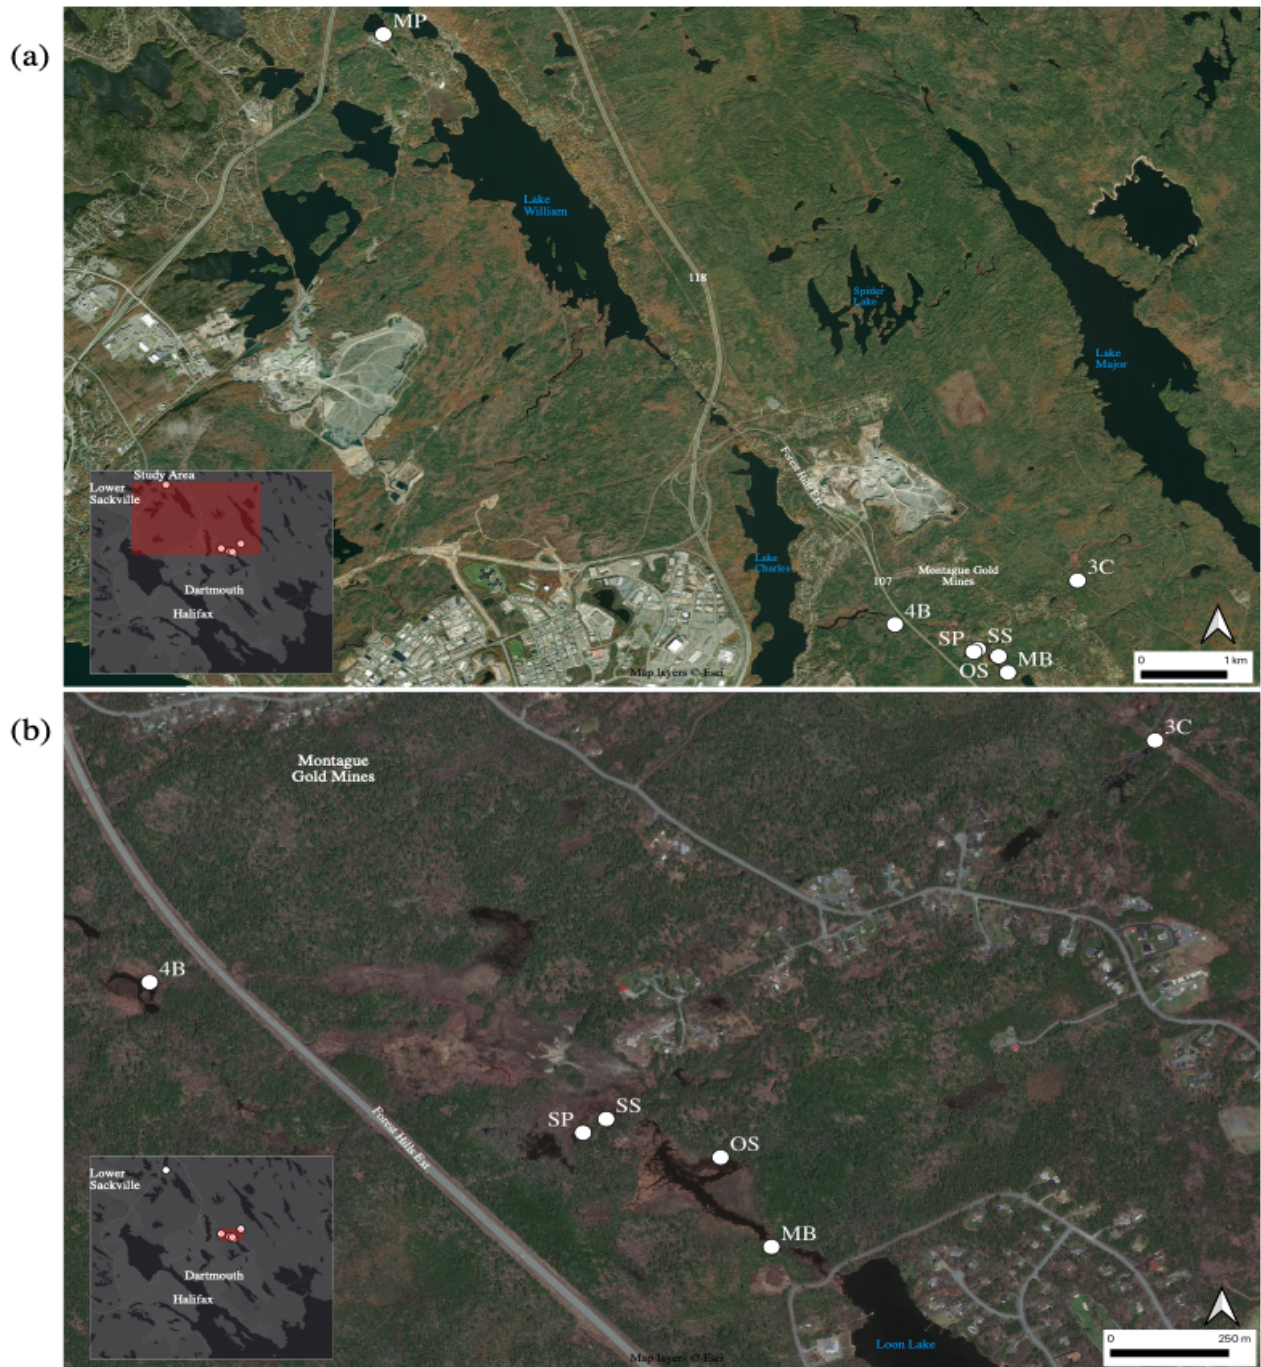 (a)
MP
Lake
William
118
Spider
Lake
Lake
Major
Forest Hills Ext
Study Area
Lower
Sackville
Dartmouth
Halifax
Lake
Charles
107
Montague Gold
Mines
3C
4B
SP
SS
OS
MB
0
1 km
Map layers © Esri
(b)
3C
Montague
Gold Mines
4B
SP
SS
OS
MB
Forest Hills Ext
Lower
Sackville
Dartmouth
Halifax
Loon Lake
0
250 m
Map layers © Esri